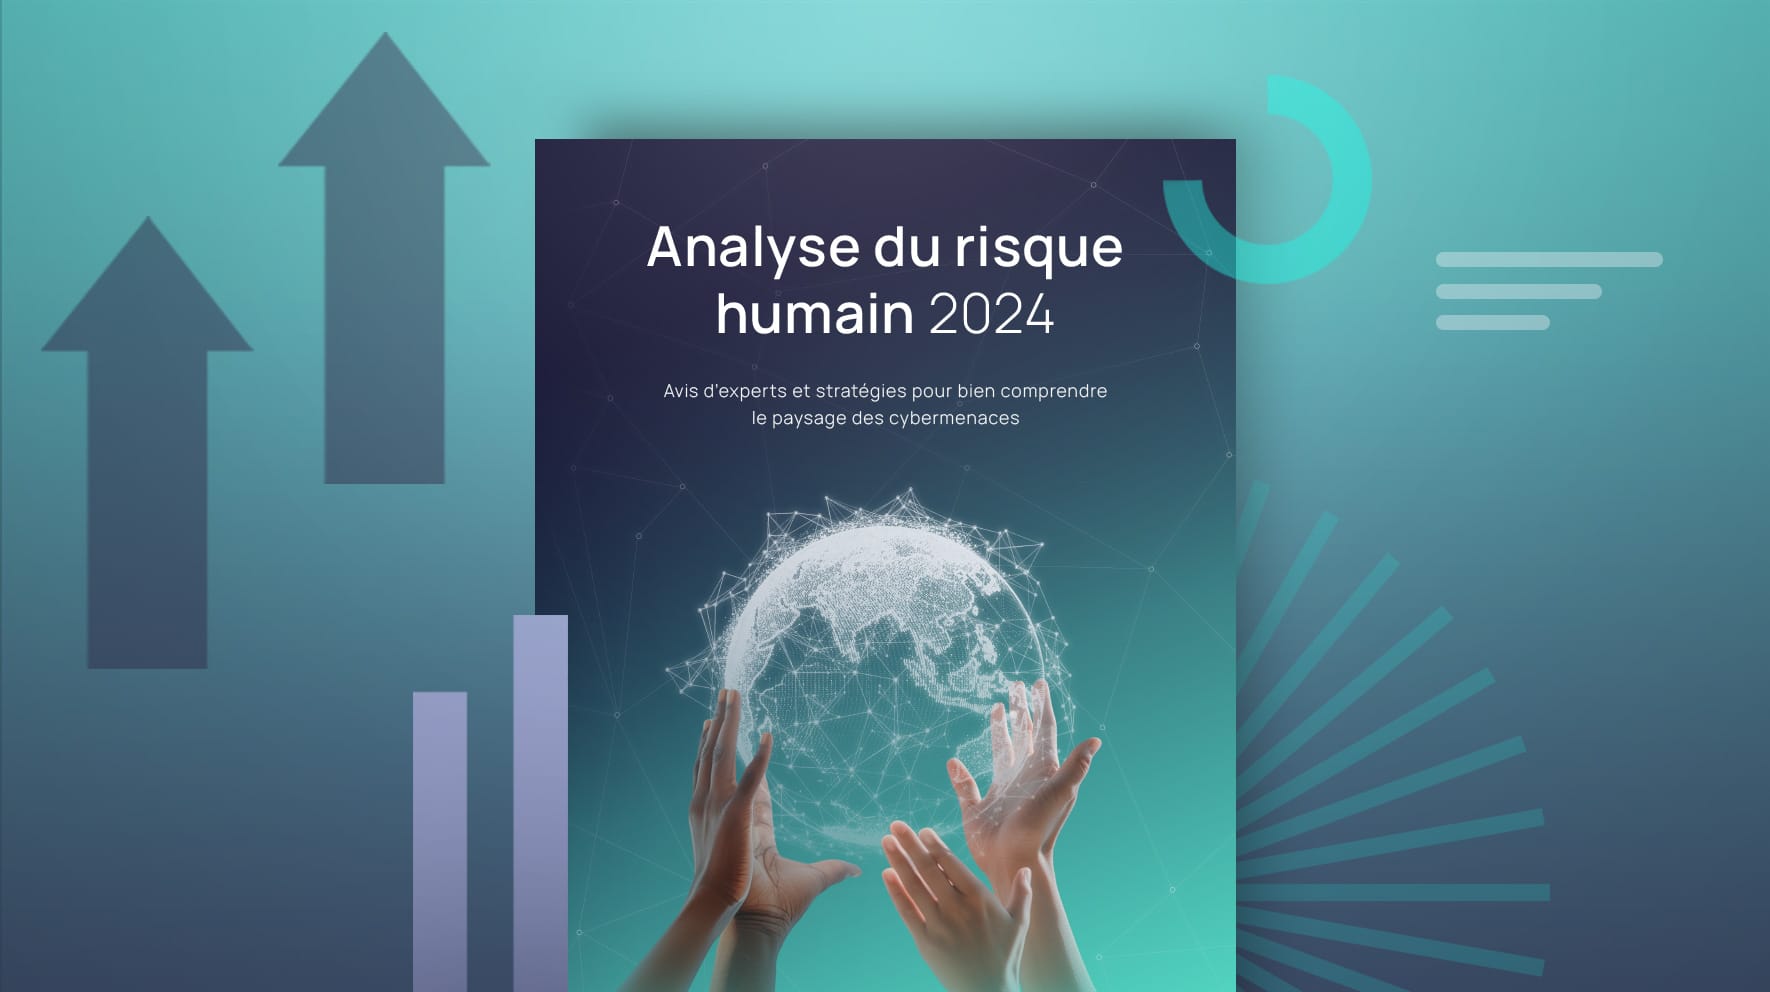 Analyse du risque
humain 2024
Avis d'experts et stratégies pour bien comprendre
le paysage des cybermenaces